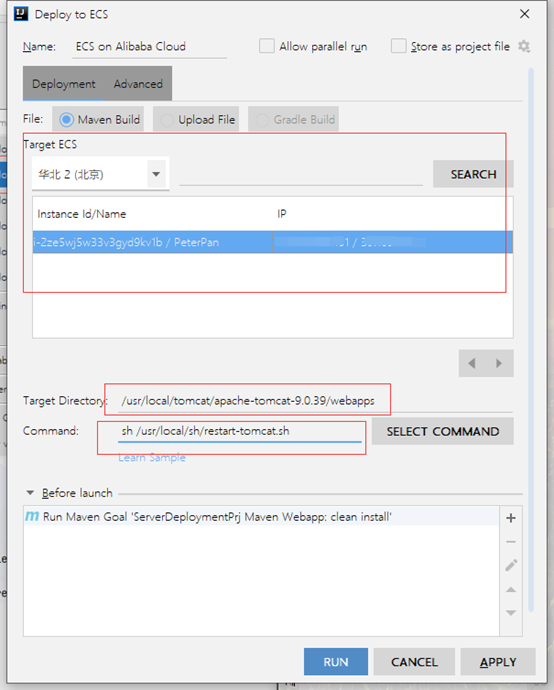 Deploy to ECS
Name: ECS on Alibaba Cloud Allow parallel run Store as project file
Deployment Advanced
File: Maven Build Upload File Gradle Build
Target ECS
华北 2 (北京) SEARCH
Instance Id/Name IP
i-2ze5wj5w33v3gyd9kv1b / PeterPan
Target Directory: /usr/local/tomcat/apache-tomcat-9.0.39/webapps
Command: sh /usr/local/sh/restart-tomcat.sh SELECT COMMAND
Learn Sample
Before launch
Run Maven Goal 'ServerDeploymentPrj Maven Webapp: clean install'
RUN CANCEL APPLY